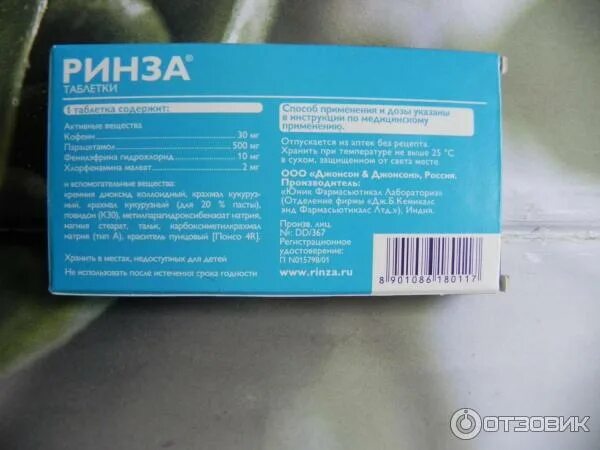 РИНЗА®
ТАБЛЕТКИ
1 таблетка содержит:
Активные вещества
Кофеин 30 мг
Парацетамол 500 мг
Фенилэфрина гидрохлорид 10 мг
Хлорфенамина малеат 2 мг
и вспомогательные вещества:
кремния диоксид коллоидный, крахмал кукуруз-
ный, крахмал кукурузный (для 20 % пасты),
повидон (К30), метилпарагидроксибензоат натрия,
магния стеарат, тальк, карбоксиметилкрахмал
натрия (тип А), краситель пунцовый [Понсо 4R].
Хранить в местах, недоступных для детей
Не использовать после истечения срока годности
Способ применения и дозы указаны
в инструкции по медицинскому
применению.
Отпускается из аптек без рецепта.
Хранить при температуре не выше 25 °C
в сухом, защищенном от света месте.
ООО «Джонсон & Джонсон», Россия.
Производитель:
«Юник Фармасьютикал Лабораториз»
(Отделение фирмы «Дж.Б.Кемикалс
энд Фармасьютикалс Лтд.»), Индия.
Произв. лиц.
№: DD/367
Регистрационное
удостоверение:
П N015798/01
www.rinza.ru
8 901086 180117
ОТЗОВИК